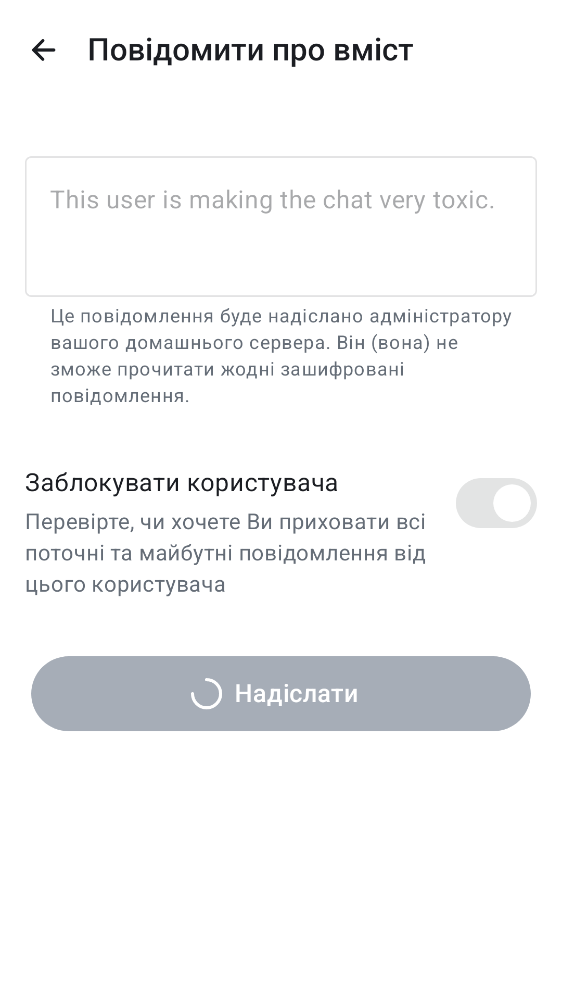 Повідомити про вміст
This user is making the chat very toxic.
Це повідомлення буде надіслано адміністратору
вашого домашнього сервера. Він (вона) не
зможе прочитати жодні зашифровані
повідомлення.
Заблокувати користувача
Перевірте, чи хочете Ви приховати всі
поточні та майбутні повідомлення від
цього користувача
Надіслати